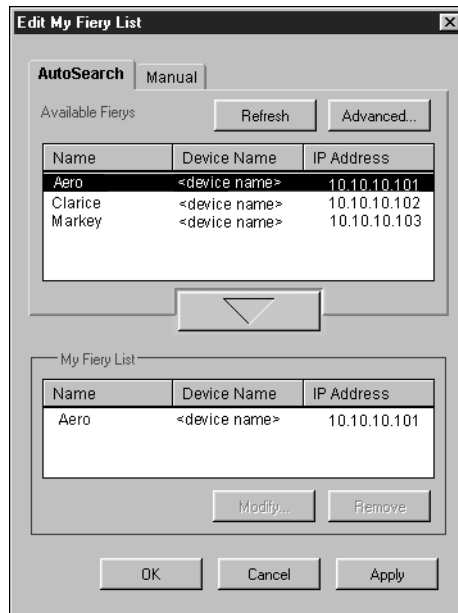 Edit My Fiery List
AutoSearch Manual
Available Fierys Refresh Advanced...
Name Device Name IP Address
Aero <device name> 10.10.10.101
Clarice <device name> 10.10.10.102
Markey <device name> 10.10.10.103
My Fiery List
Name Device Name IP Address
Aero <device name> 10.10.10.101
Modify... Remove
OK Cancel Apply